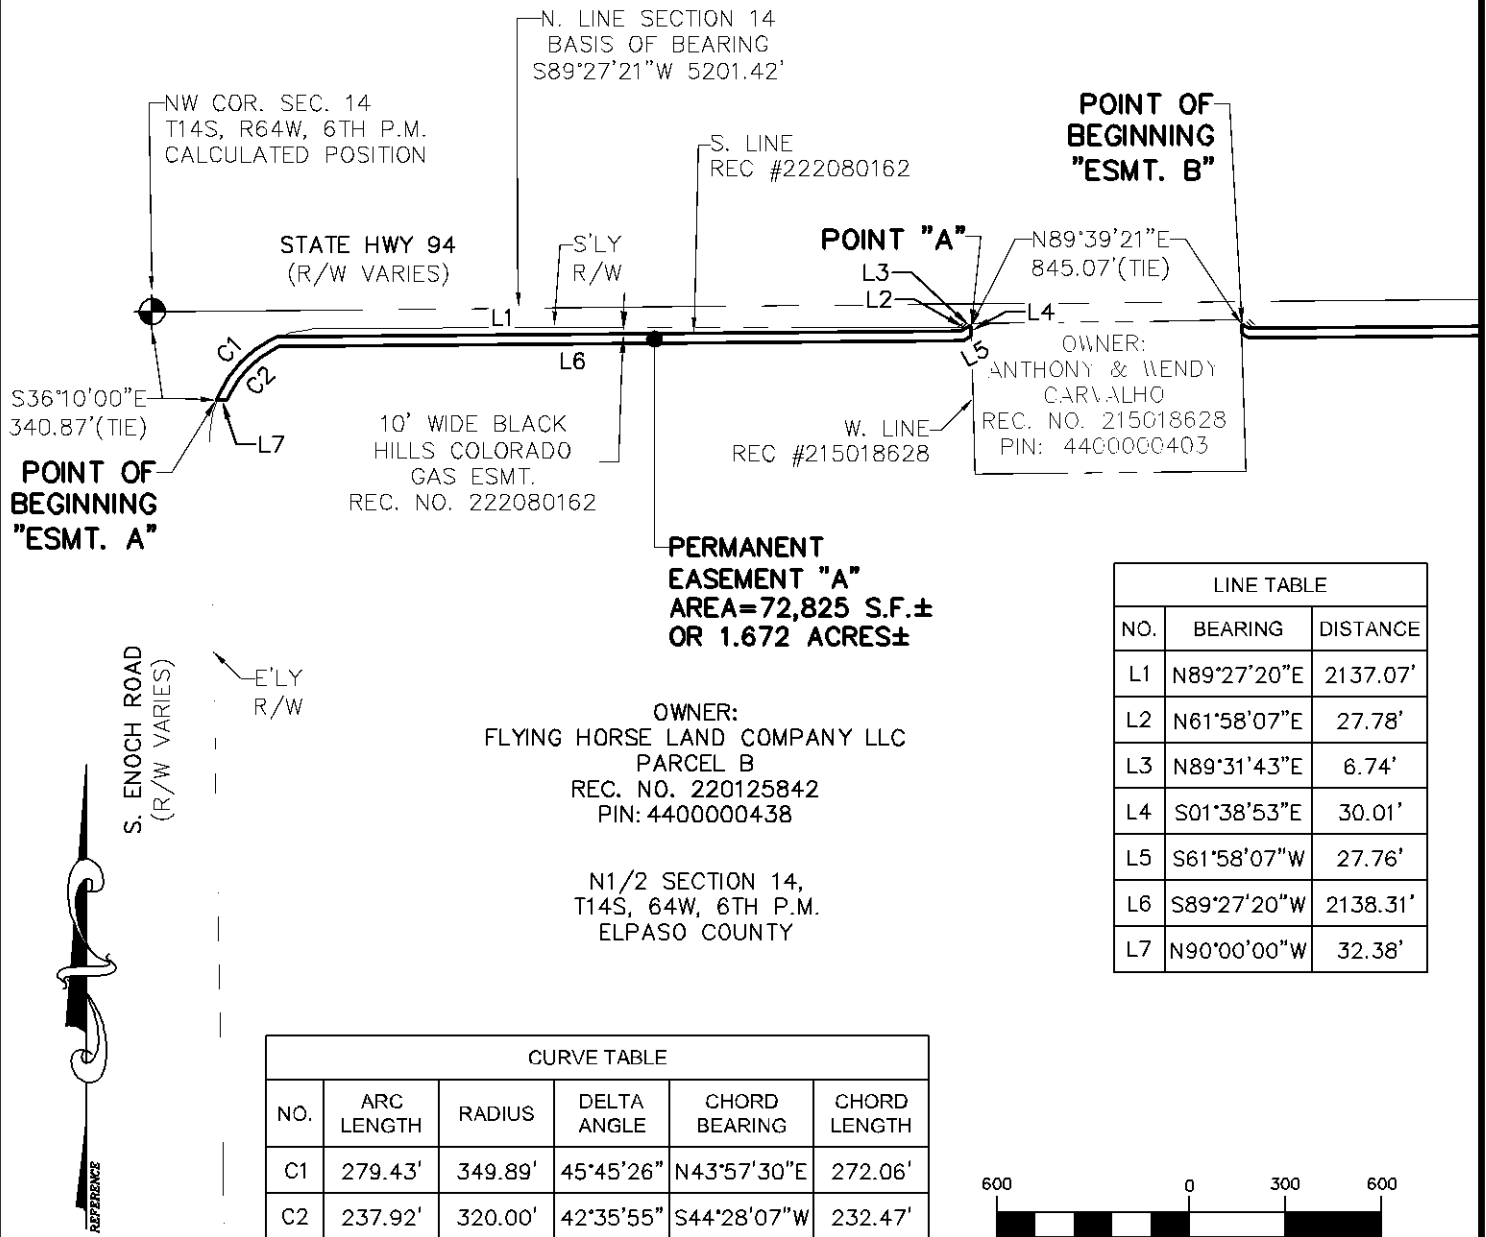 N. LINE SECTION 14
BASIS OF BEARING
S89°27'21"W 5201.42'
NW COR. SEC. 14
T14S, R64W, 6TH P.M.
CALCULATED POSITION
S. LINE
REC #222080162
POINT OF
BEGINNING
"ESMT. B"
STATE HWY 94
(R/W VARIES)
S'LY
R/W
POINT "A"
L3
L2
N89°39'21"E
845.07'(TIE)
L1
L4
C1
C2
L6
L5
OWNER:
ANTHONY & WENDY
CARVALHO
REC. NO. 215018628
PIN: 4400000403
S36°10'00"E
340.87'(TIE)
L7
10' WIDE BLACK
HILLS COLORADO
GAS ESMT.
REC. NO. 222080162
W. LINE
REC #215018628
POINT OF
BEGINNING
"ESMT. A"
PERMANENT
EASEMENT "A"
AREA=72,825 S.F.±
OR 1.672 ACRES±
S. ENOCH ROAD
(R/W VARIES)
E'LY
R/W
OWNER:
FLYING HORSE LAND COMPANY LLC
PARCEL B
REC. NO. 220125842
PIN: 4400000438
N1/2 SECTION 14,
T14S, 64W, 6TH P.M.
ELPASO COUNTY
LINE TABLE
NO. BEARING DISTANCE
L1 N89°27'20"E 2137.07'
L2 N61°58'07"E 27.78'
L3 N89°31'43"E 6.74'
L4 S01°38'53"E 30.01'
L5 S61°58'07"W 27.76'
L6 S89°27'20"W 2138.31'
L7 N90°00'00"W 32.38'
REFERENCE
CURVE TABLE
NO. ARC LENGTH RADIUS DELTA ANGLE CHORD BEARING CHORD LENGTH
C1 279.43' 349.89' 45°45'26" N43°57'30"E 272.06'
C2 237.92' 320.00' 42°35'55" S44°28'07"W 232.47'
600 0 300 600